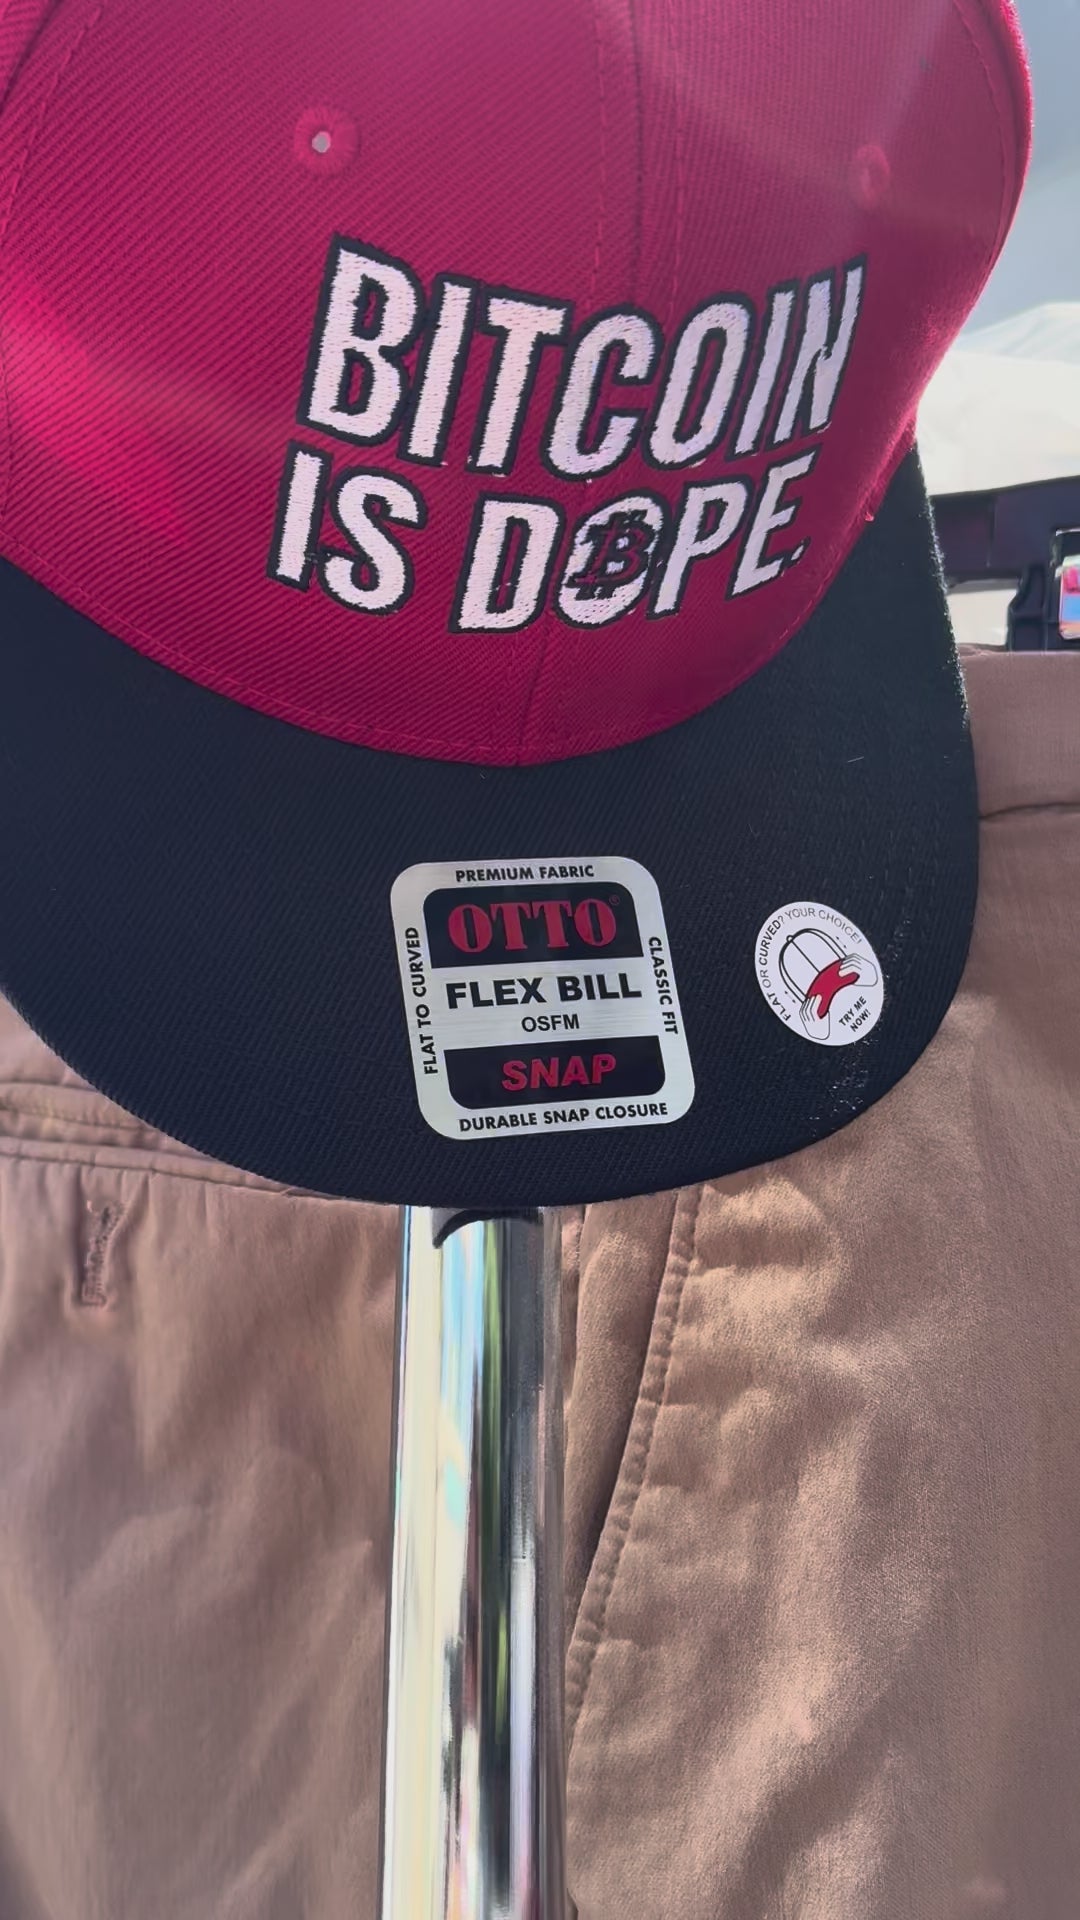 BITCOIN
IS DOPE.
PREMIUM FABRIC
FLAT TO CURVED
OTTO®
FLEX BILL
OSFM
SNAP
CLASSIC FIT
DURABLE SNAP CLOSURE
FLAT OR CURVED? YOUR CHOICE!
TRY ME
NOW!